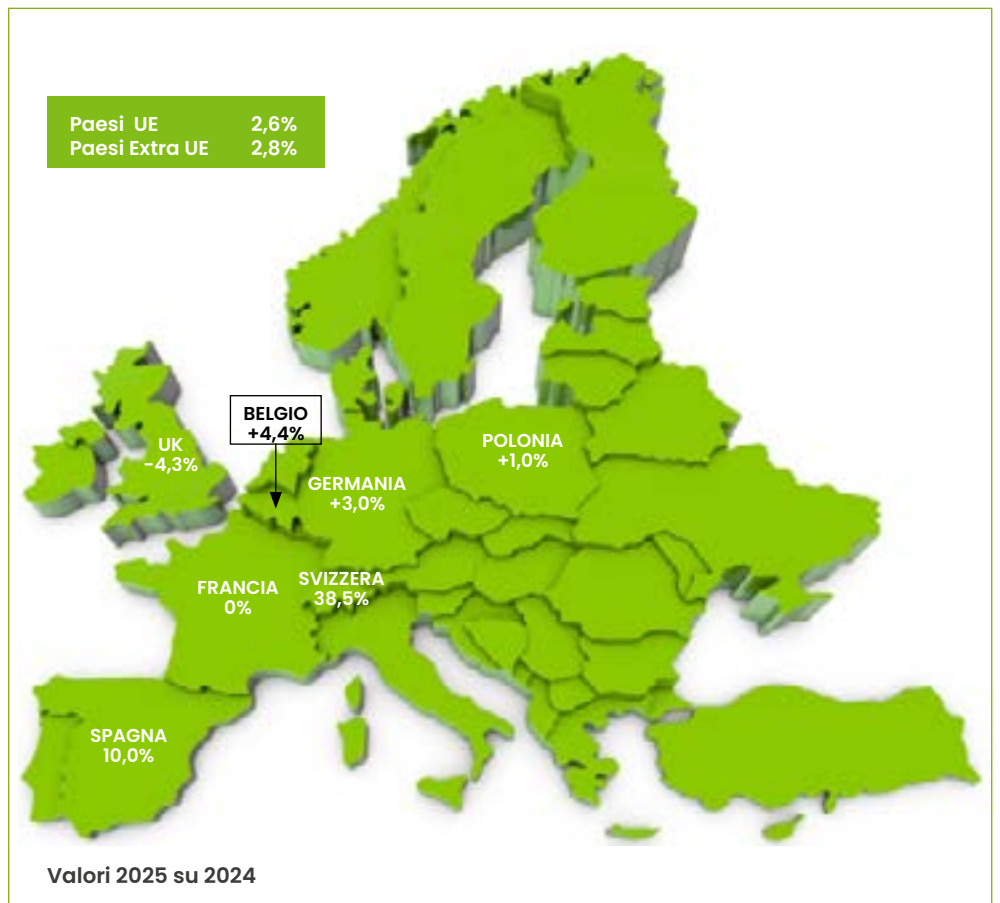 Paesi UE 2,6%
Paesi Extra UE 2,8%
BELGIO
+4,4%
UK
-4,3%
POLONIA
+1,0%
GERMANIA
+3,0%
FRANCIA
0%
SVIZZERA
38,5%
SPAGNA
10,0%
Valori 2025 su 2024